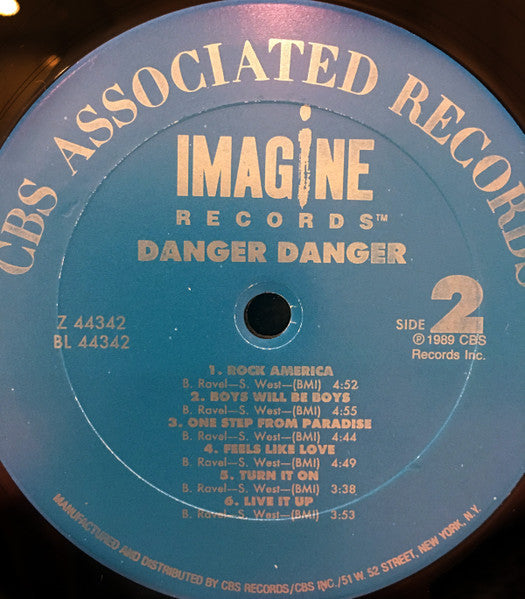 CBS ASSOCIATED RECORDS
IMAGINE
RECORDS™
DANGER DANGER
Z 44342
BL 44342
SIDE 2
℗ 1989 CBS
Records Inc.
1. ROCK AMERICA
B. Ravel—S. West—(BMI) 4:52
2. BOYS WILL BE BOYS
B. Ravel—S. West—(BMI) 4:55
3. ONE STEP FROM PARADISE
B. Ravel—S. West—(BMI) 4:44
4. FEELS LIKE LOVE
B. Ravel—S. West—(BMI) 4:49
5. TURN IT ON
B. Ravel—S. West—(BMI) 3:38
6. LIVE IT UP
B. Ravel—S. West—(BMI) 3:53
MANUFACTURED AND DISTRIBUTED BY CBS RECORDS/CBS INC./51 W. 52 STREET, NEW YORK, N.Y.